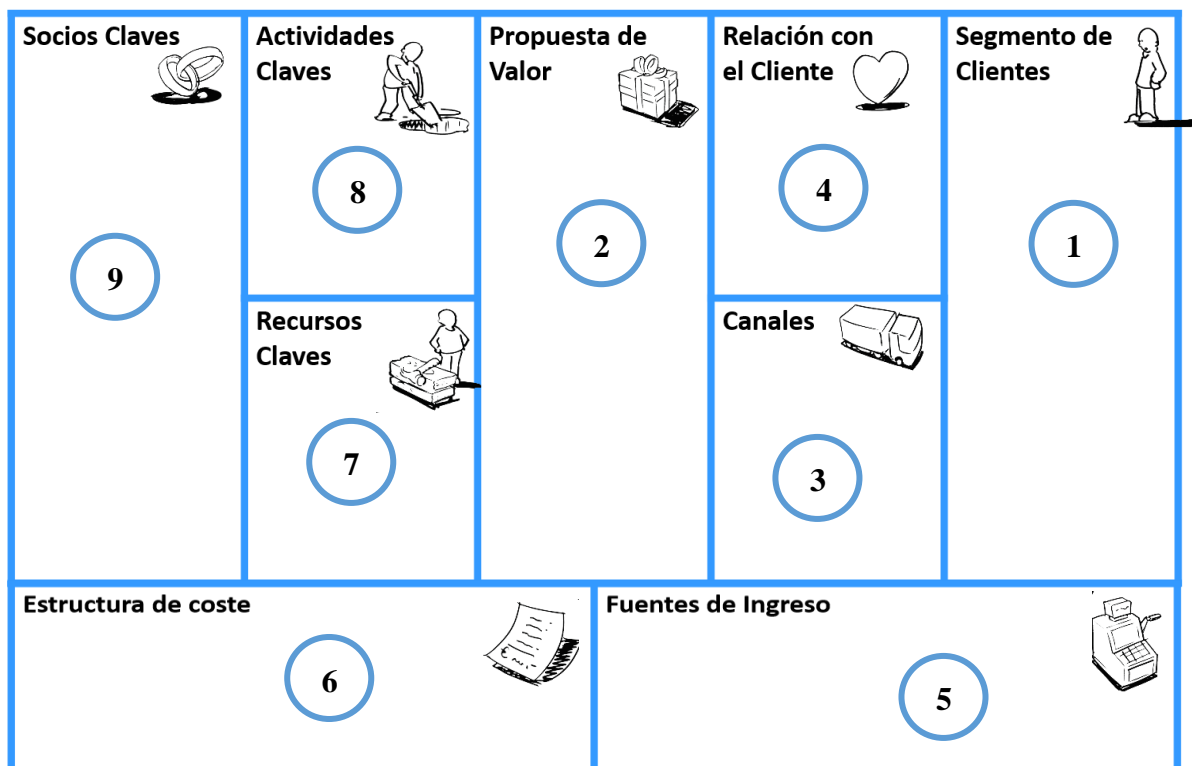 Socios Claves
9
Actividades
Claves
8
Recursos
Claves
7
Propuesta de
Valor
2
Relación con
el Cliente
4
Canales
3
Segmento de
Clientes
1
Estructura de coste
6
Fuentes de Ingreso
5